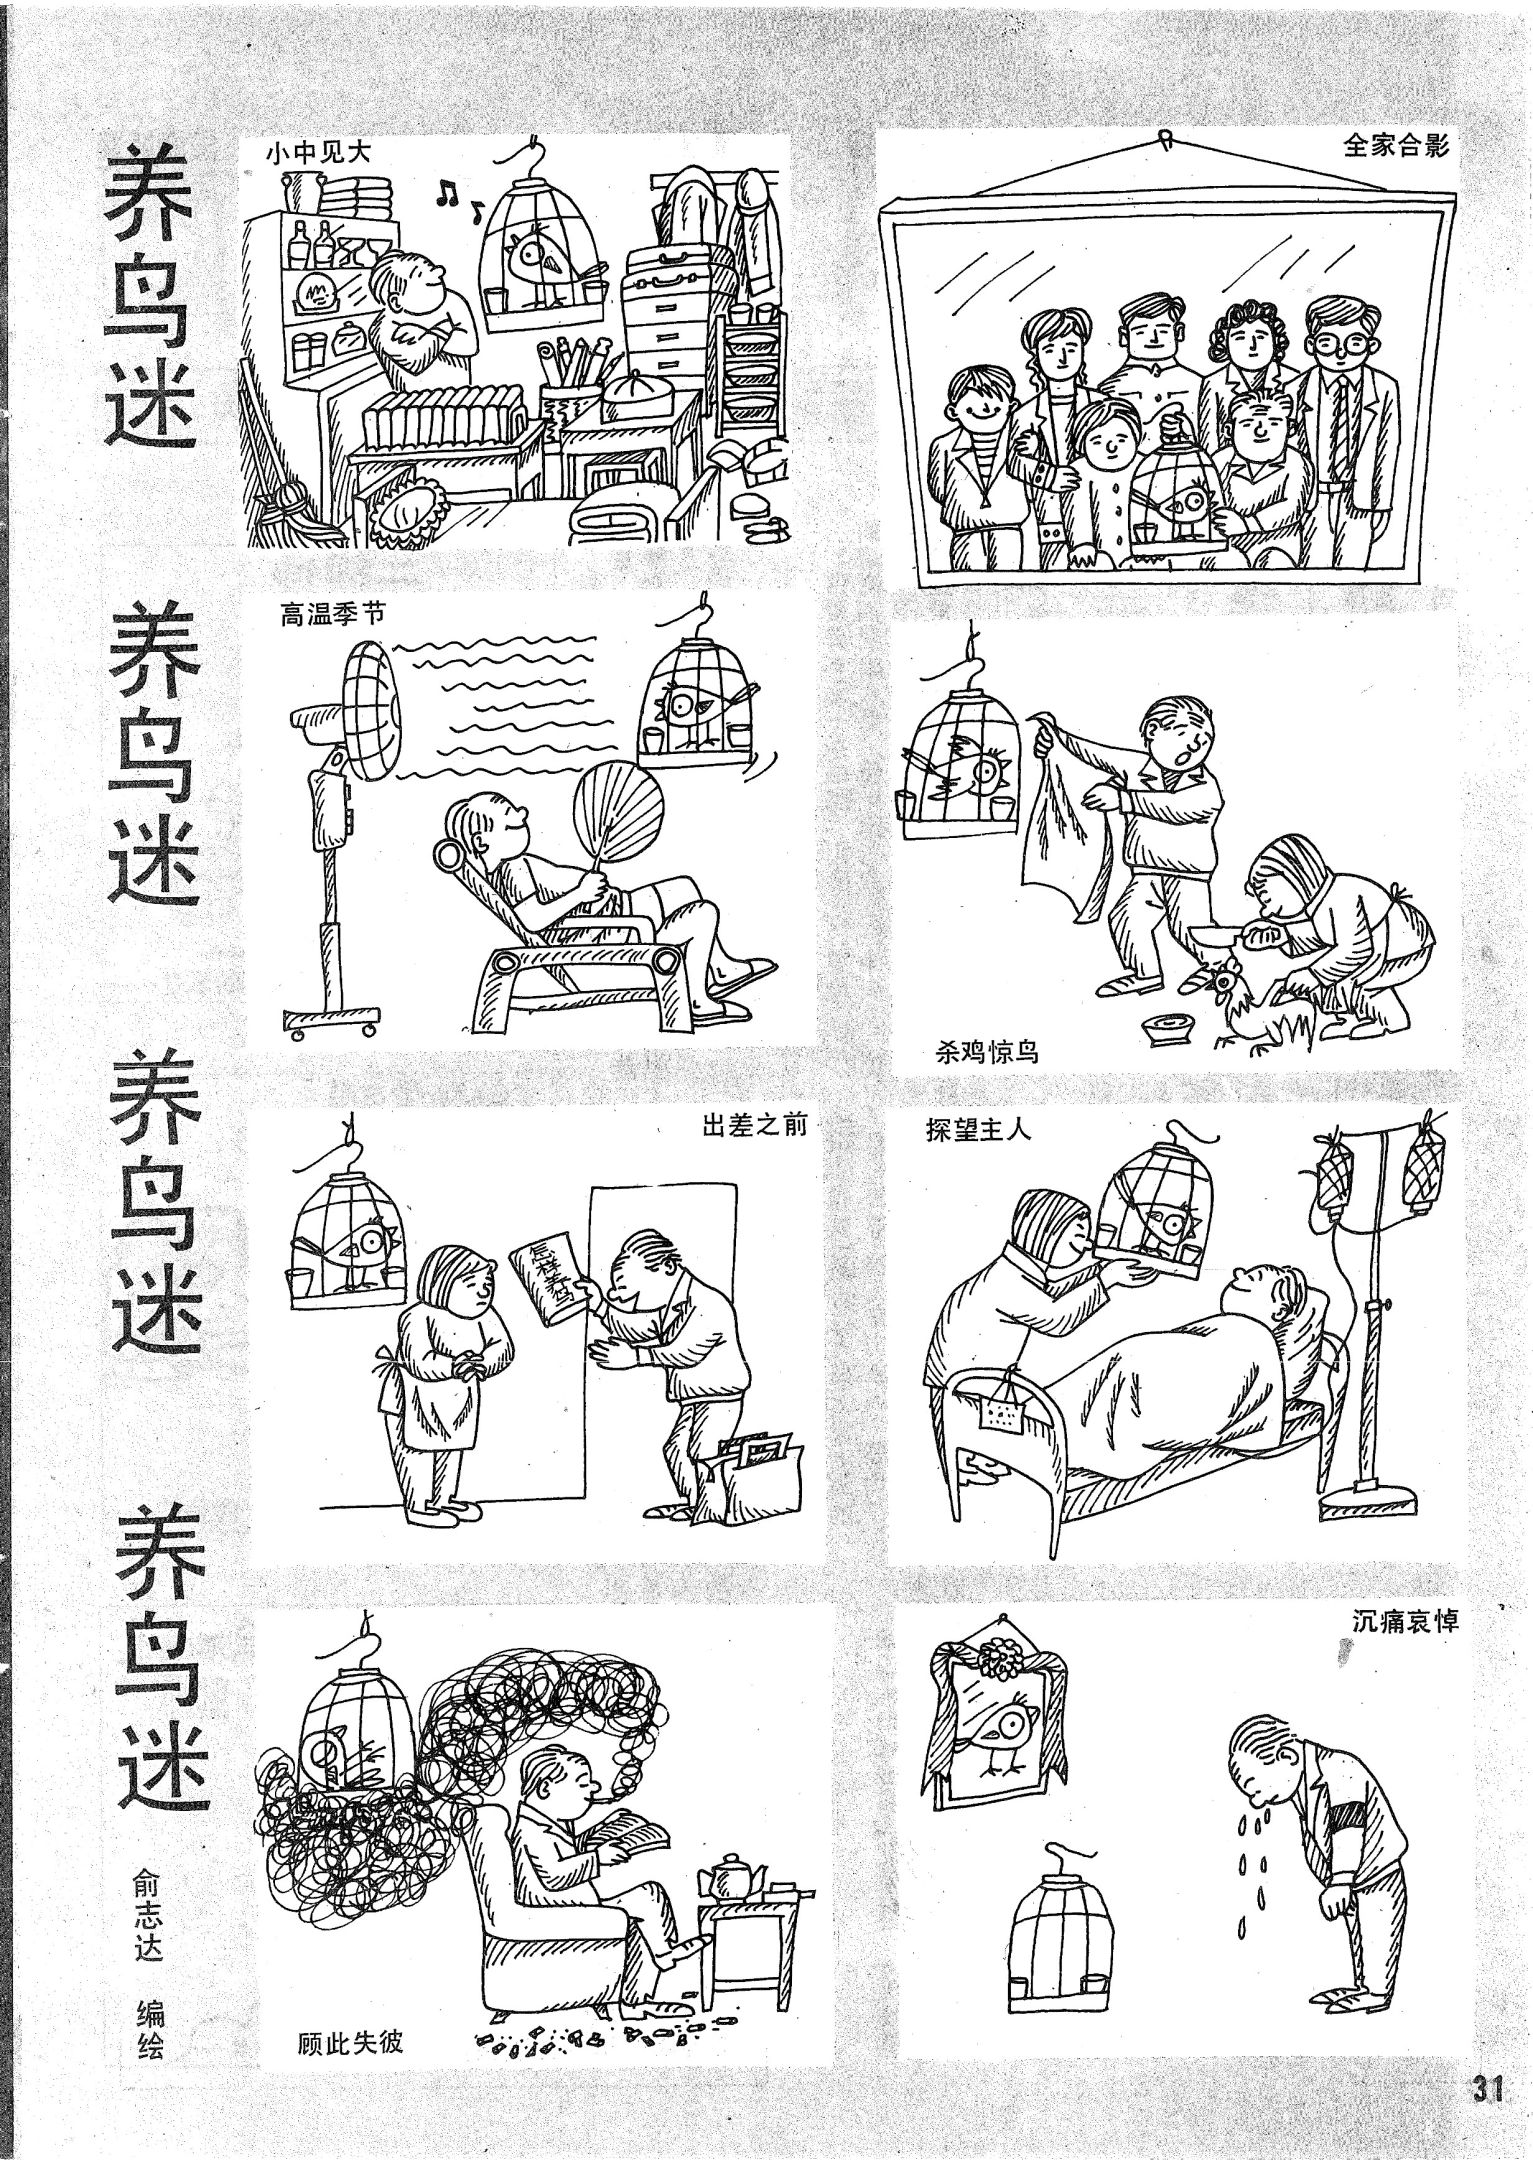 养鸟迷
养鸟迷
养鸟迷
养鸟迷
俞志达 编绘
小中见大
全家合影
高温季节
杀鸡惊鸟
出差之前
怎样养鸟
探望主人
顾此失彼
沉痛哀悼
31